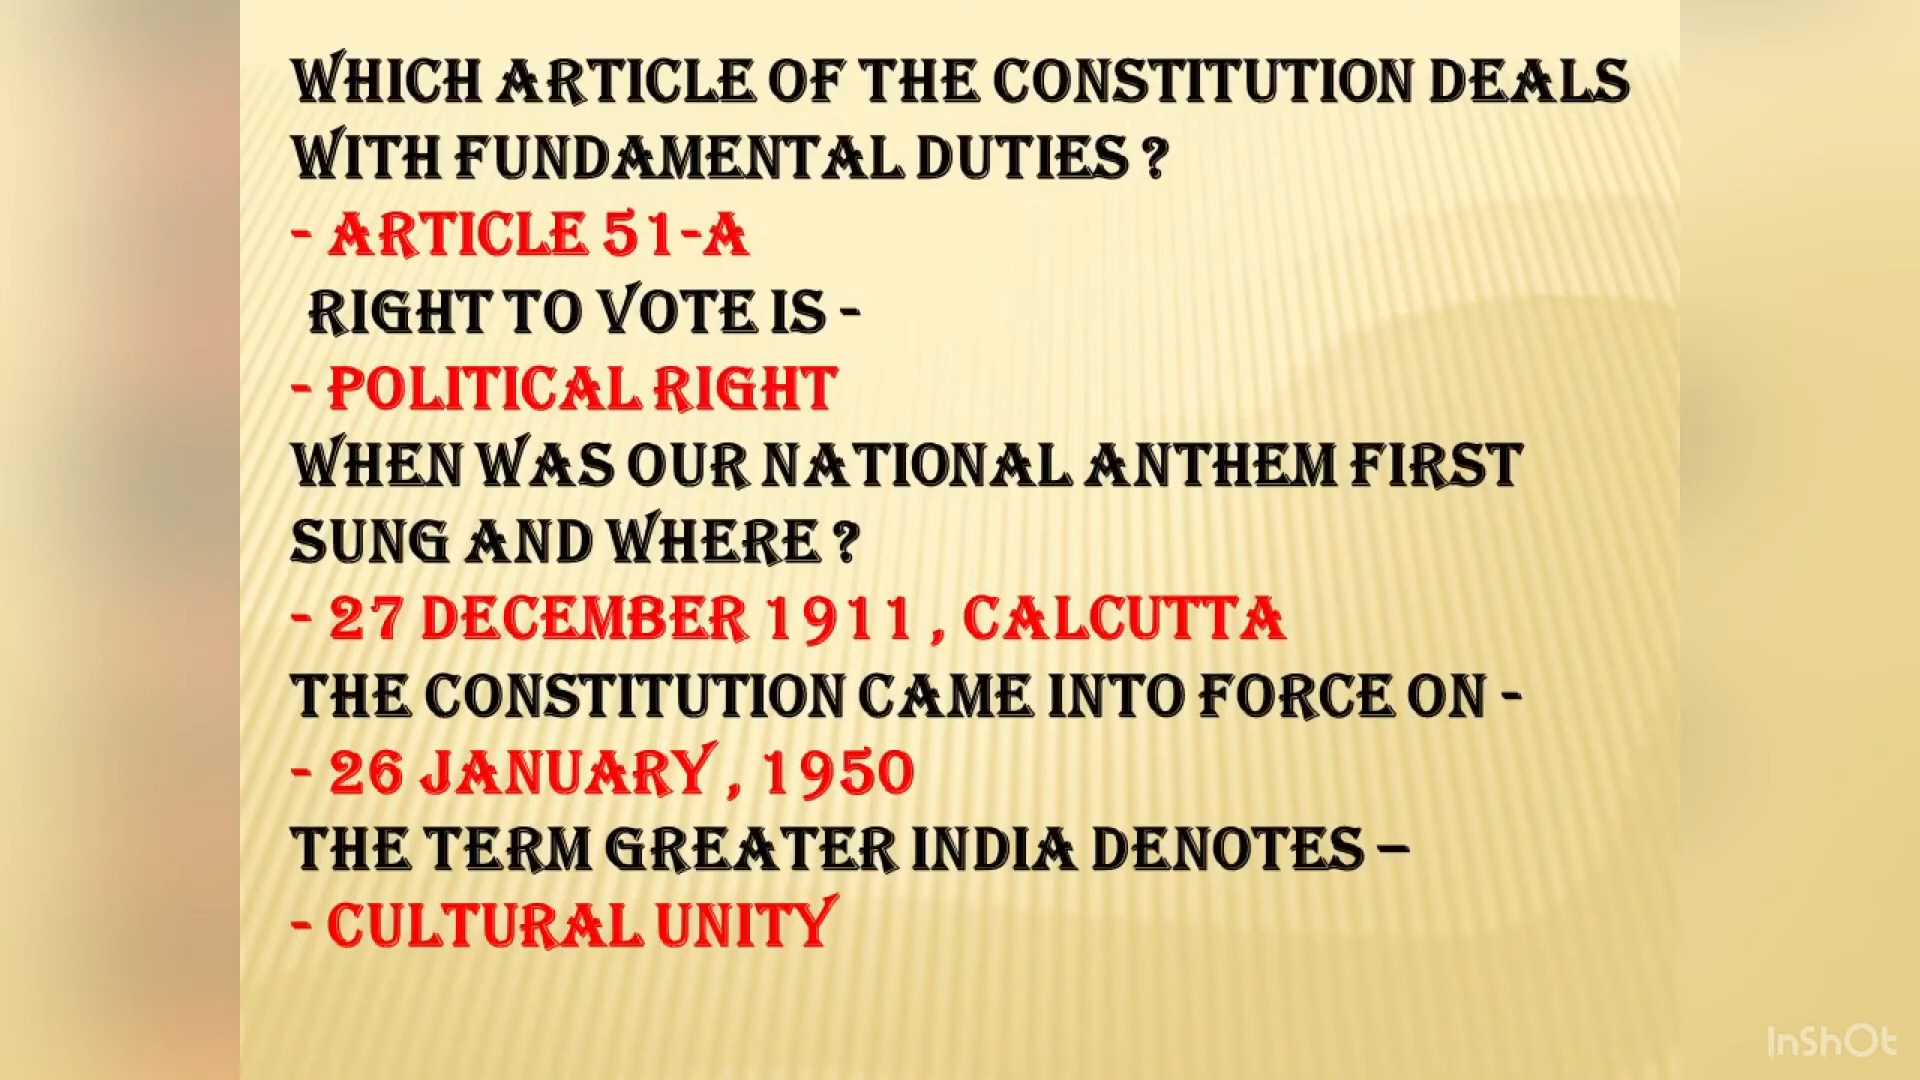 WHICH ARTICLE OF THE CONSTITUTION DEALS
WITH FUNDAMENTAL DUTIES ?
- ARTICLE 51-A
RIGHT TO VOTE IS -
- POLITICAL RIGHT
WHEN WAS OUR NATIONAL ANTHEM FIRST
SUNG AND WHERE ?
- 27 DECEMBER 1911 , CALCUTTA
THE CONSTITUTION CAME INTO FORCE ON -
- 26 JANUARY , 1950
THE TERM GREATER INDIA DENOTES –
- CULTURAL UNITY
InShOt